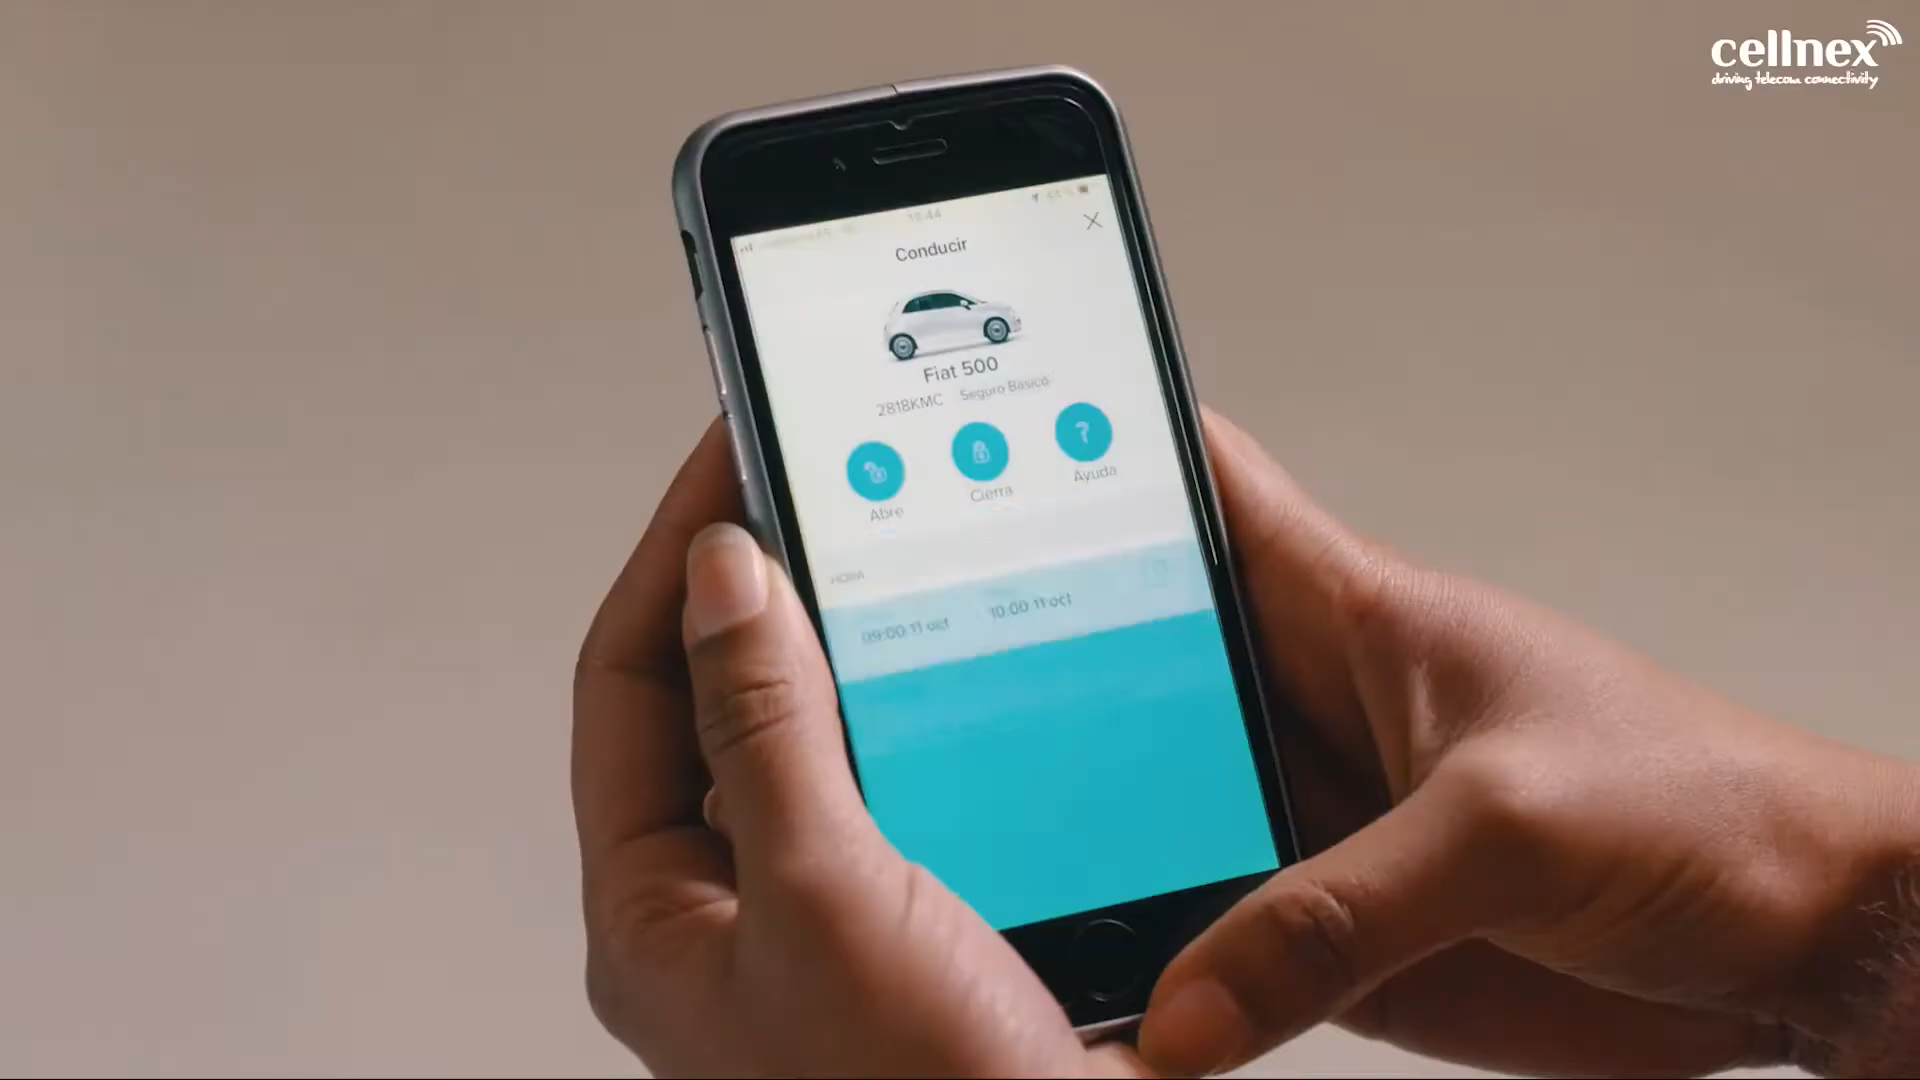 cellnex
driving telecom connectivity
Conducir
Fiat 500
2818KMC Seguro Básico
Abre Cierra Ayuda
HORA
09:00 11 oct 10:00 11 oct